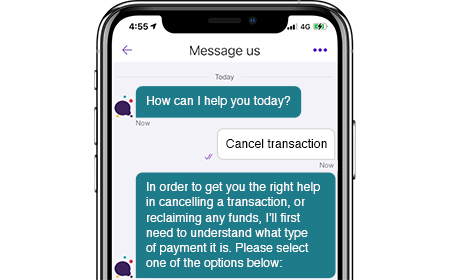 4:55 4G
Message us
Today
How can I help you today?
Now
Cancel transaction
Now
In order to get you the right help
in cancelling a transaction, or
reclaiming any funds, I'll first
need to understand what type
of payment it is. Please select
one of the options below: